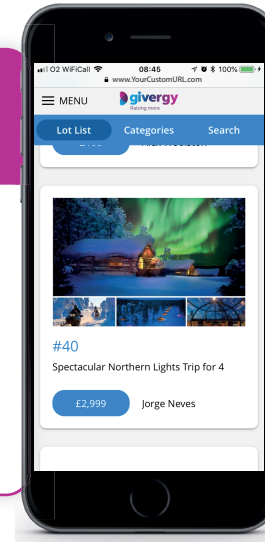 O2 WiFiCall 08:45 100%
www.YourCustomURL.com
MENU givergy
Raising more
Lot List Categories Search
#40
Spectacular Northern Lights Trip for 4
£2,999 Jorge Neves